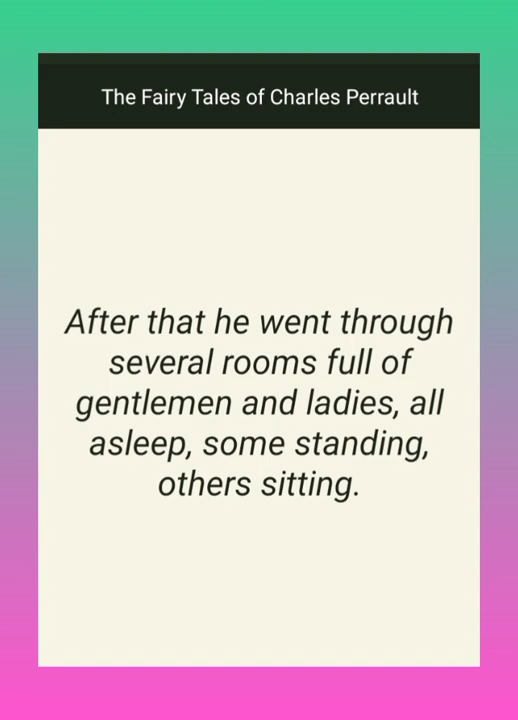 The Fairy Tales of Charles Perrault
After that he went through
several rooms full of
gentlemen and ladies, all
asleep, some standing,
others sitting.